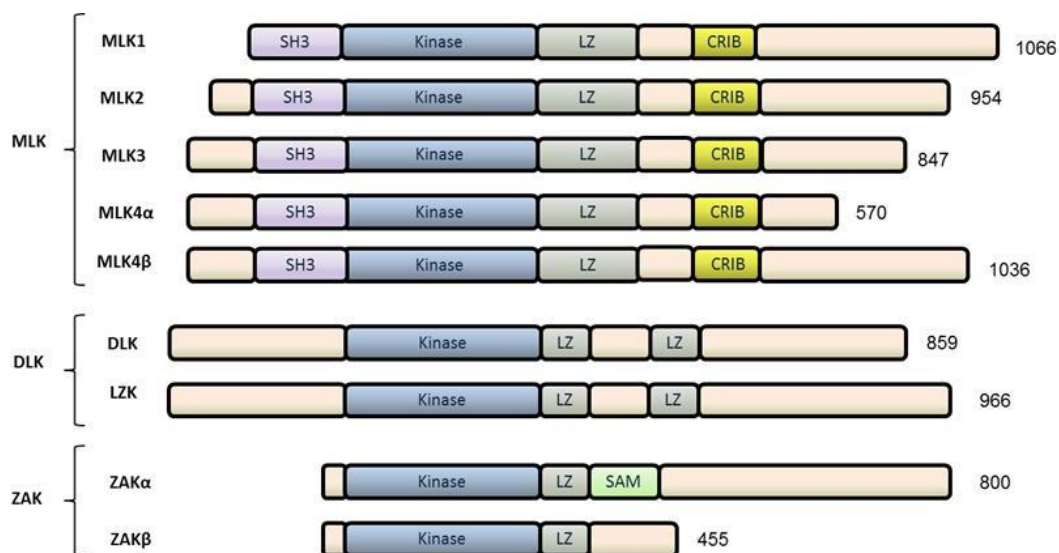 MLK1 SH3 Kinase LZ CRIB 1066
MLK2 SH3 Kinase LZ CRIB 954
MLK
MLK3 SH3 Kinase LZ CRIB 847
MLK4α SH3 Kinase LZ CRIB 570
MLK4β SH3 Kinase LZ CRIB 1036
DLK Kinase LZ LZ 859
DLK
LZK Kinase LZ LZ 966
ZAKα Kinase LZ SAM 800
ZAK
ZAKβ Kinase LZ 455